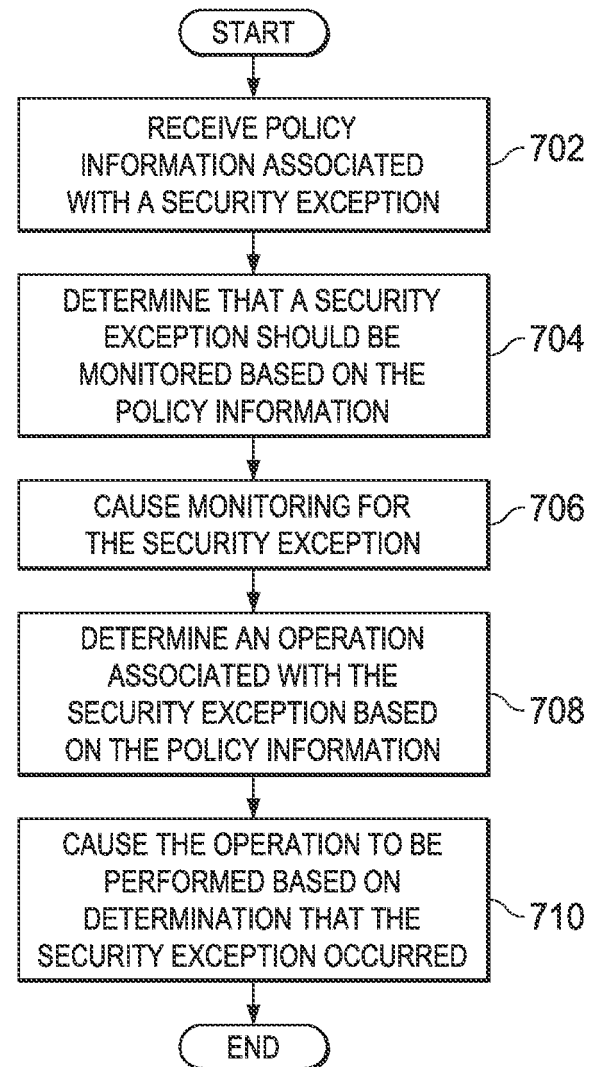 START
RECEIVE POLICY
INFORMATION ASSOCIATED
WITH A SECURITY EXCEPTION
702
DETERMINE THAT A SECURITY
EXCEPTION SHOULD BE
MONITORED BASED ON THE
POLICY INFORMATION
704
CAUSE MONITORING FOR
THE SECURITY EXCEPTION
706
DETERMINE AN OPERATION
ASSOCIATED WITH THE
SECURITY EXCEPTION BASED
ON THE POLICY INFORMATION
708
CAUSE THE OPERATION TO BE
PERFORMED BASED ON
DETERMINATION THAT THE
SECURITY EXCEPTION OCCURRED
710
END